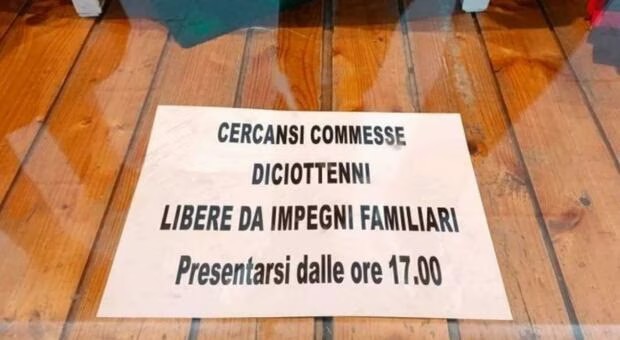 CERCANSI COMMESSE
DICIOTTENNI
LIBERE DA IMPEGNI FAMILIARI
Presentarsi dalle ore 17.00